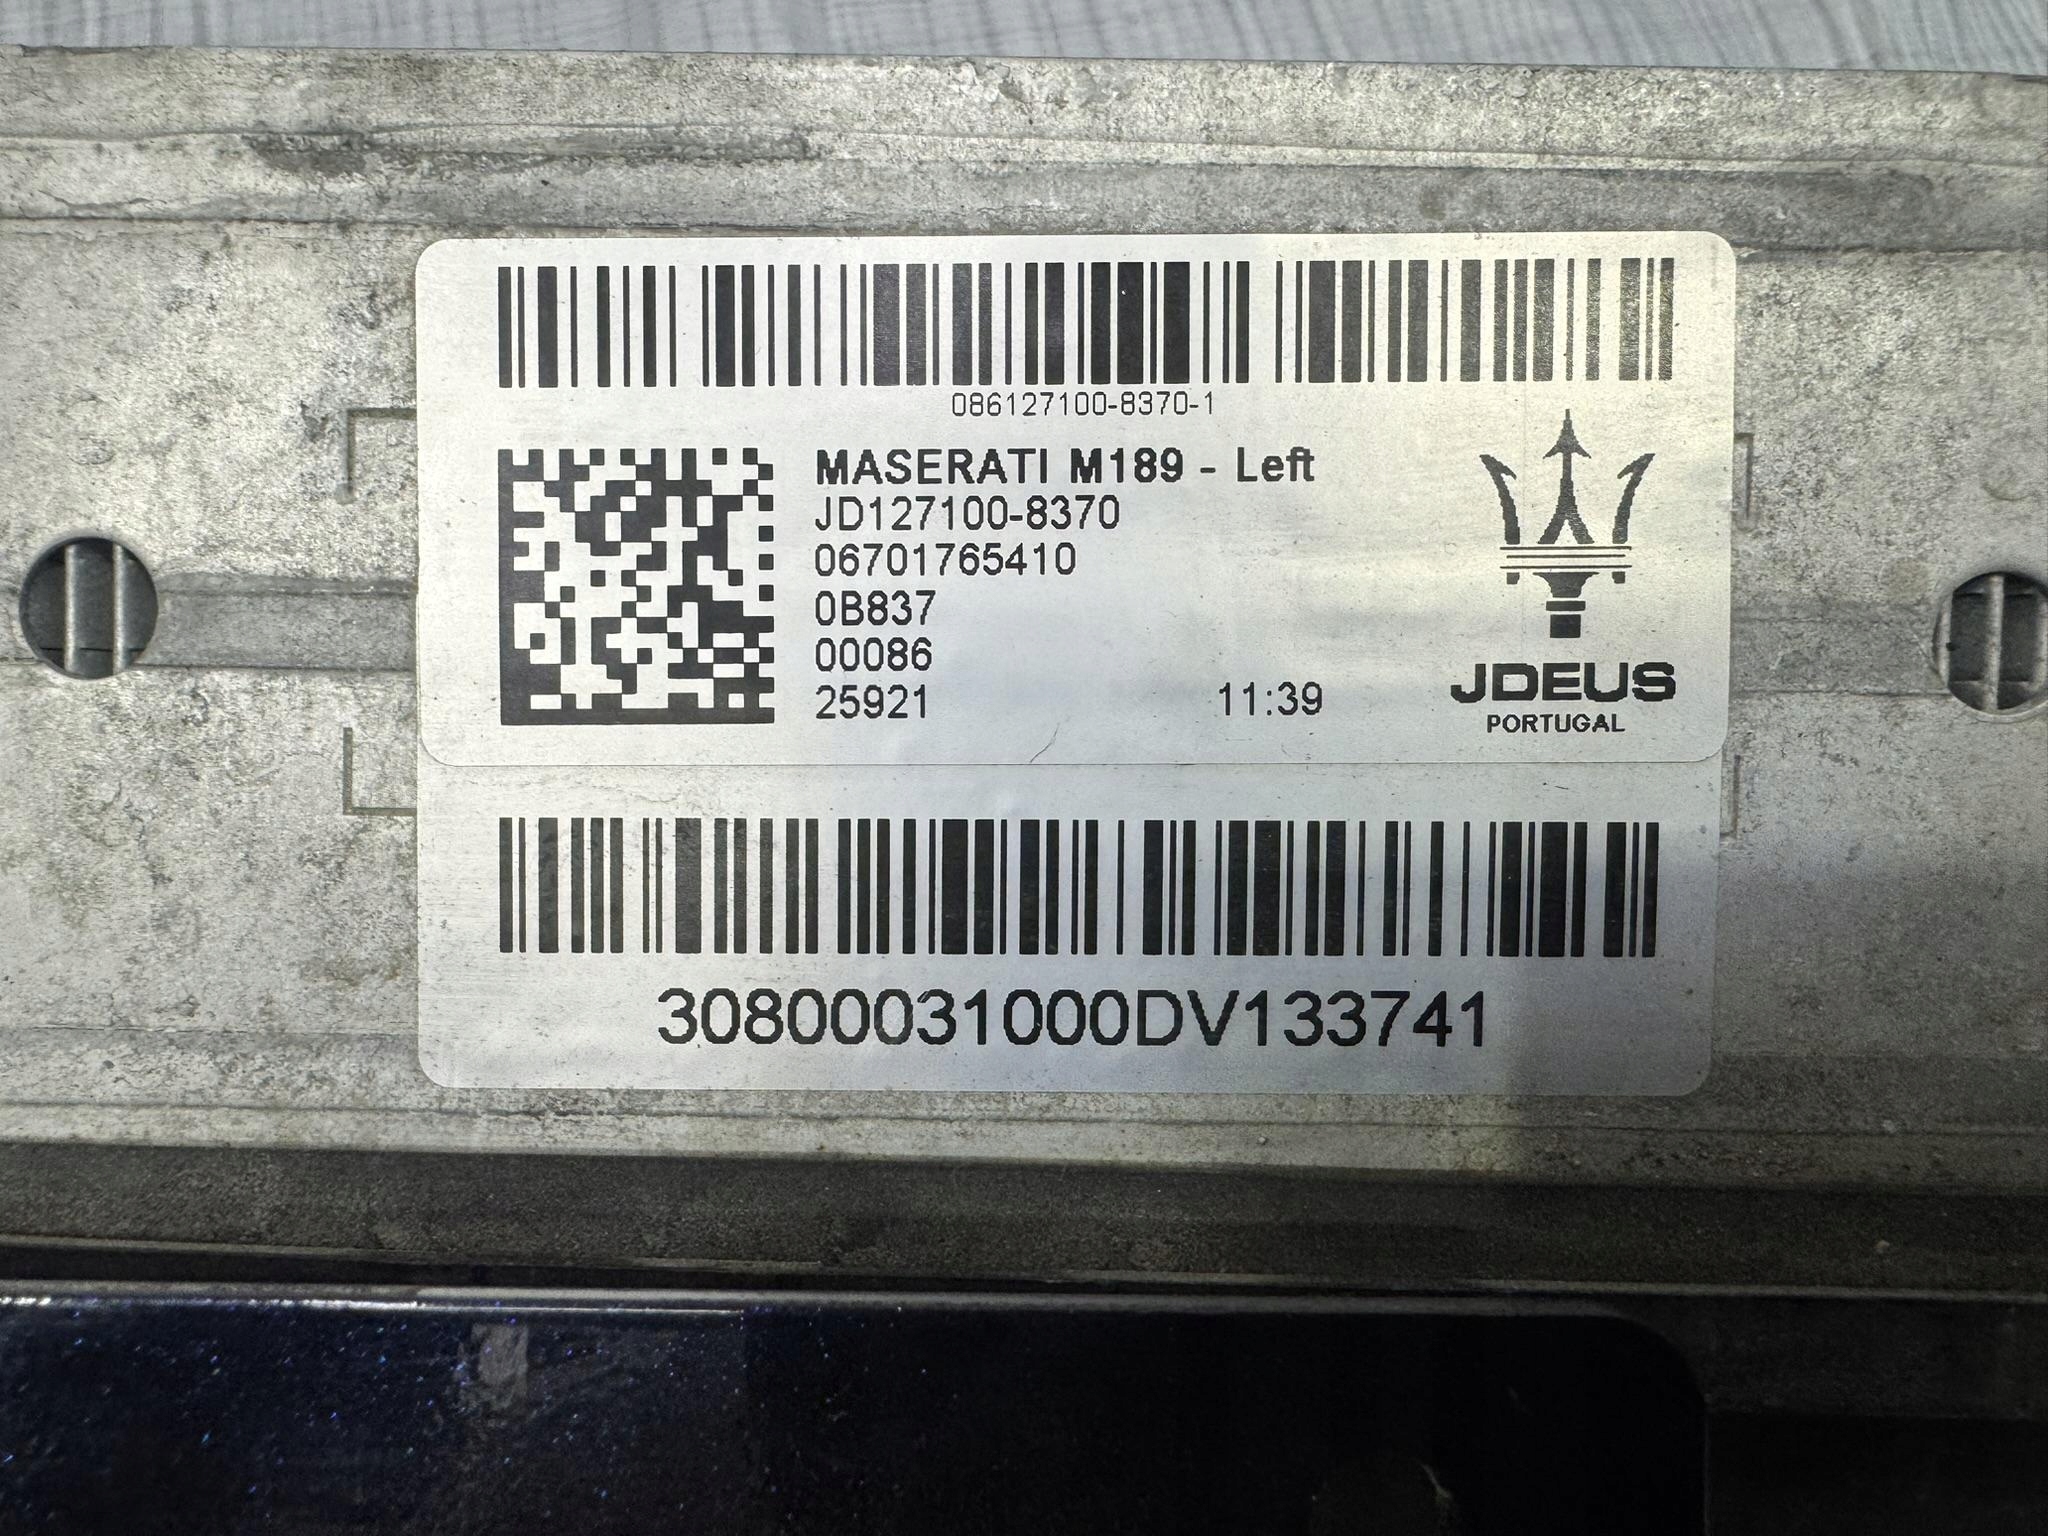 086127100-8370-1
MASERATI M189 - Left
JD127100-8370
06701765410
0B837
00086
25921 11:39
JDEUS
PORTUGAL
30800031000DV133741